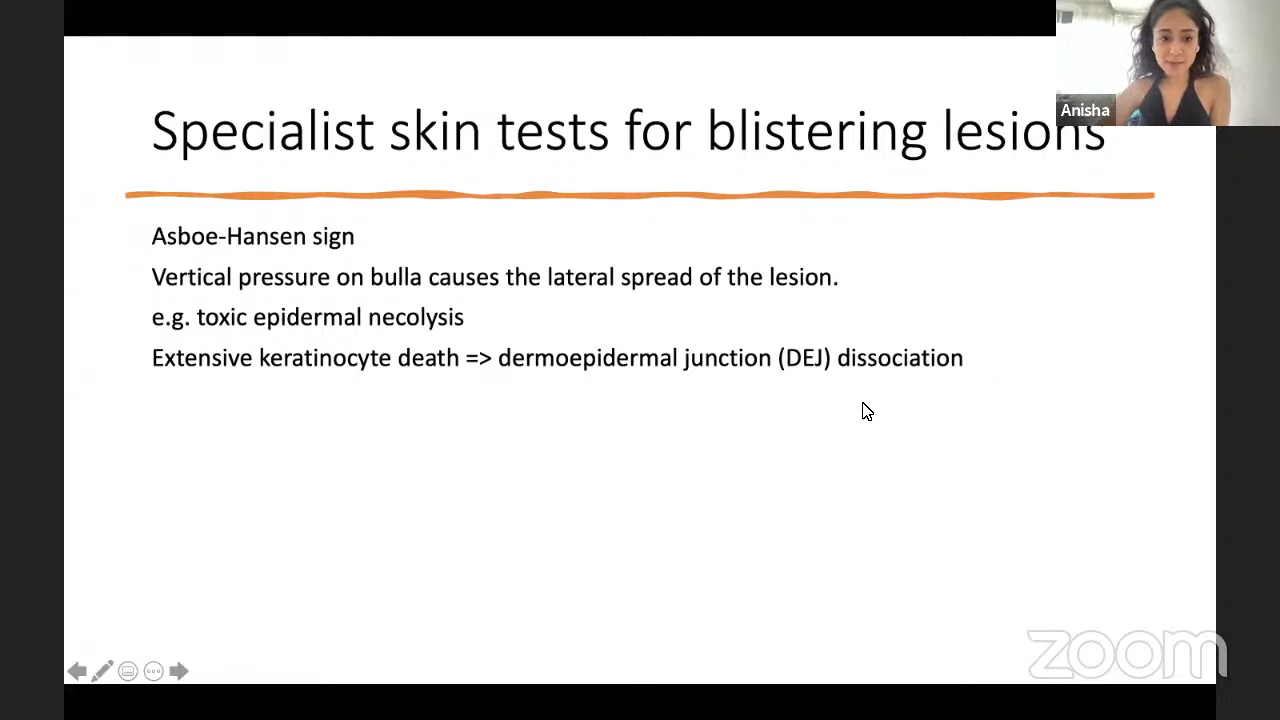 Specialist skin tests for blistering lesions
Anisha
Asboe-Hansen sign
Vertical pressure on bulla causes the lateral spread of the lesion.
e.g. toxic epidermal necolysis
Extensive keratinocyte death => dermoepidermal junction (DEJ) dissociation
zoom